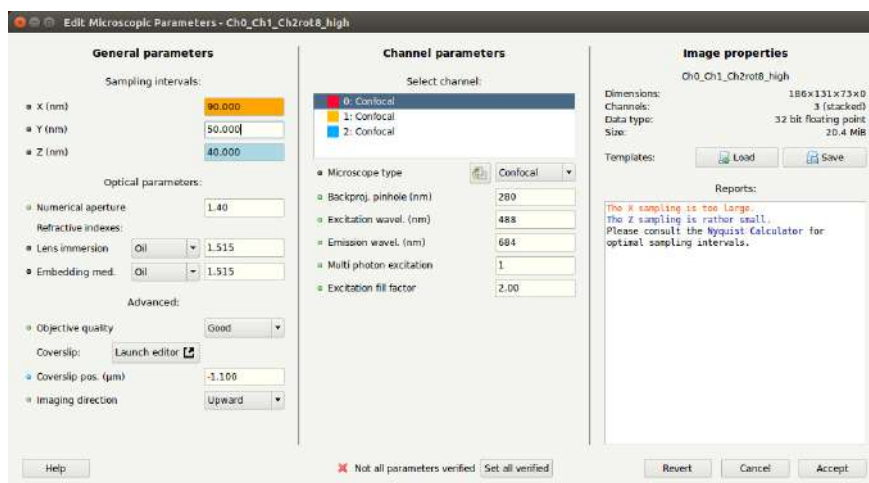 Edit Microscopic Parameters - Ch0_Ch1_Ch2rot8_high
General parameters
Sampling intervals:
X (nm) 90.000
Y (nm) 50.000
Z (nm) 40.000
Optical parameters:
Numerical aperture 1.40
Refractive indexes:
Lens immersion Oil 1.515
Embedding med. Oil 1.515
Advanced:
Objective quality Good
Coverslip: Launch editor
Coverslip pos. (µm) -1.100
Imaging direction Upward
Channel parameters
Select channel:
0: Confocal
1: Confocal
2: Confocal
Microscope type Confocal
Backproj. pinhole (nm) 280
Excitation wavel. (nm) 488
Emission wavel. (nm) 684
Multi photon excitation 1
Excitation fill factor 2.00
Image properties
Ch0_Ch1_Ch2rot8_high
Dimensions: 186×131×73×0
Channels: 3 (stacked)
Data type: 32 bit floating point
Size: 20.4 MiB
Templates: Load Save
Reports:
The X sampling is too large.
The Z sampling is rather small.
Please consult the Nyquist Calculator for
optimal sampling intervals.
Help
Not all parameters verified Set all verified
Revert Cancel Accept